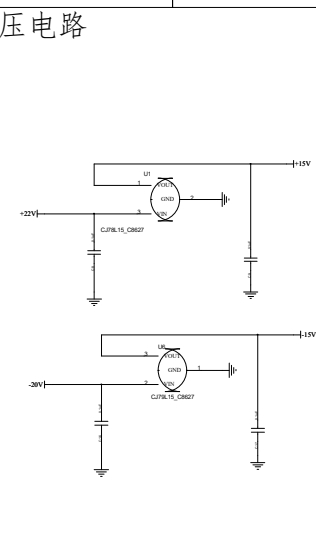 压电路
U1
+15V
1
VOUT
GND
2
+22V
3
VIN
CJ78L15_C8627
U6
-15V
3
VOUT
GND
1
-20V
2
VIN
CJ79L15_C8627